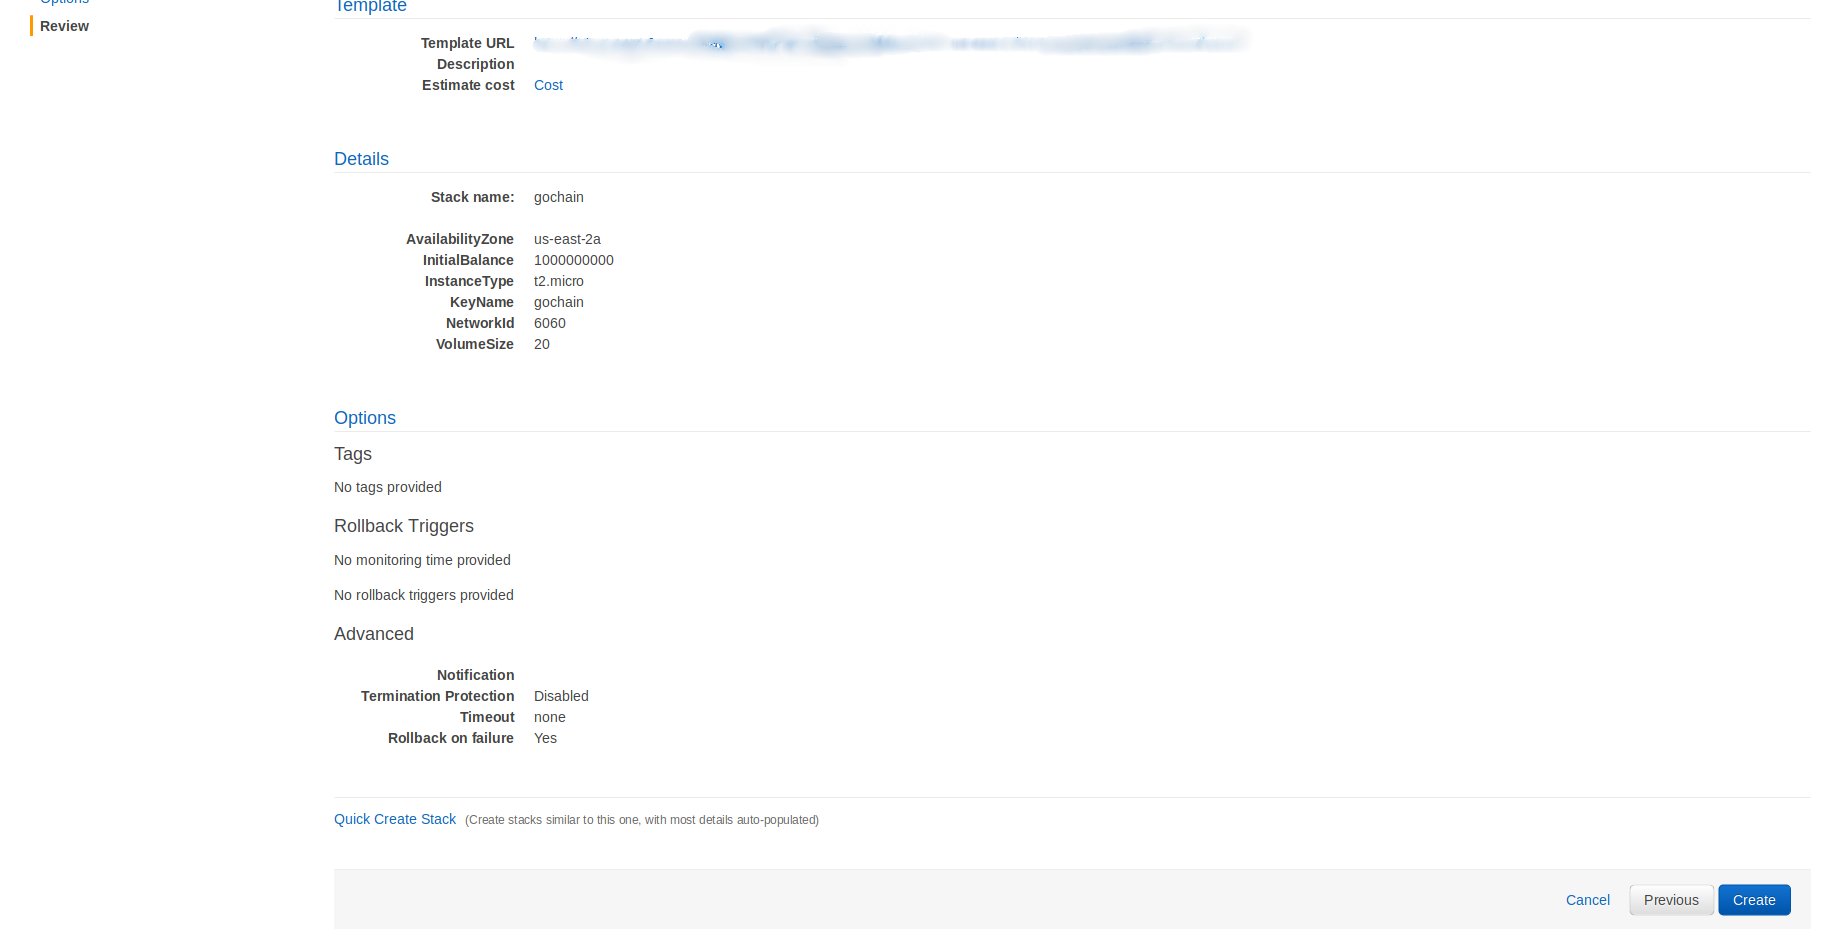 Options
Review
Template
Template URL
Description
Estimate cost Cost
Details
Stack name: gochain
AvailabilityZone us-east-2a
InitialBalance 1000000000
InstanceType t2.micro
KeyName gochain
NetworkId 6060
VolumeSize 20
Options
Tags
No tags provided
Rollback Triggers
No monitoring time provided
No rollback triggers provided
Advanced
Notification
Termination Protection Disabled
Timeout none
Rollback on failure Yes
Quick Create Stack (Create stacks similar to this one, with most details auto-populated)
Cancel Previous Create